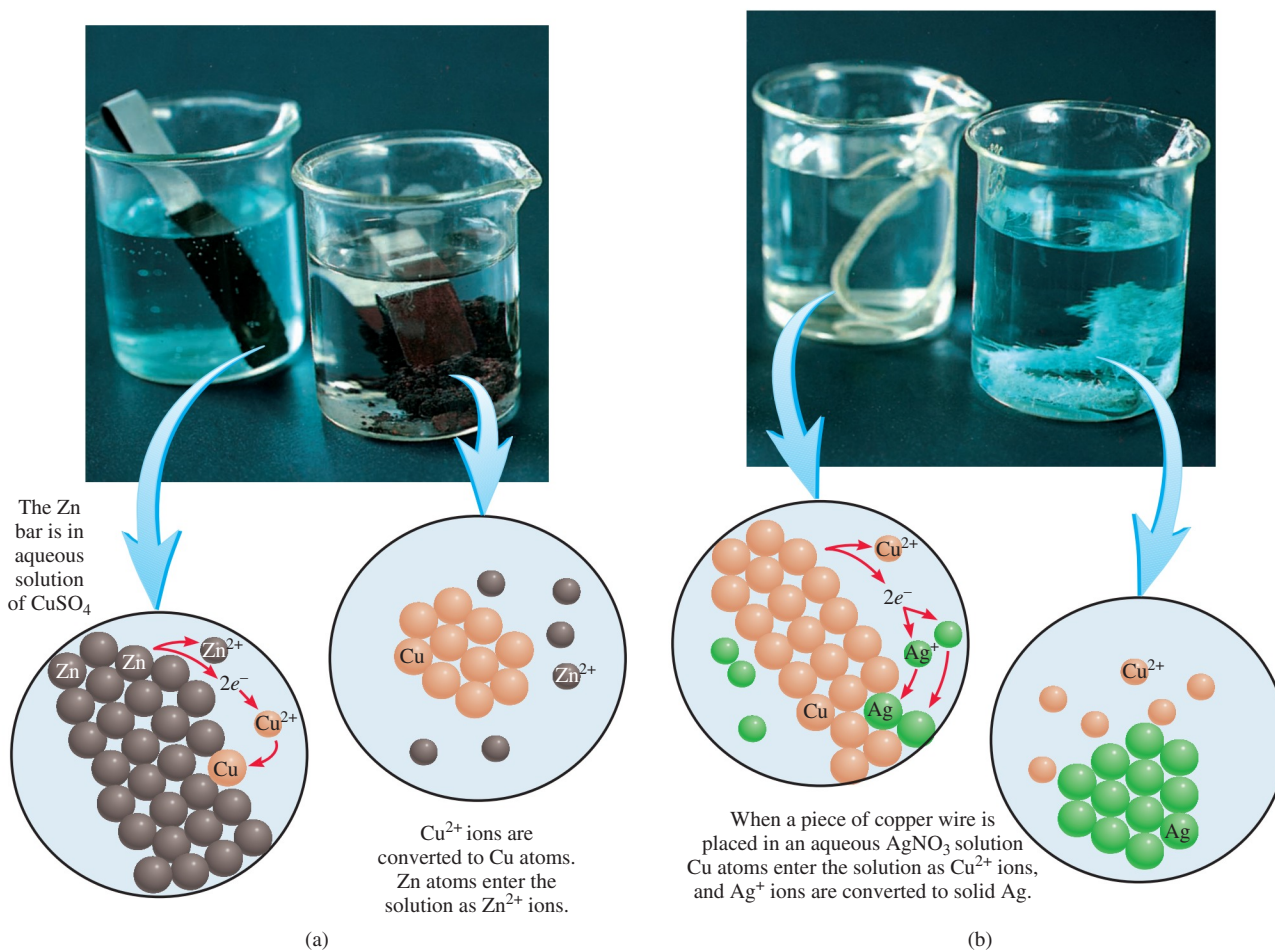 The Zn
bar is in
aqueous
solution
of CuSO₄
Zn
Zn
Zn²⁺
2e⁻
Cu²⁺
Cu
Cu
Zn²⁺
Cu²⁺ ions are
converted to Cu atoms.
Zn atoms enter the
solution as Zn²⁺ ions.
(a)
Cu²⁺
2e⁻
Ag⁺
Cu
Ag
Cu²⁺
Ag
When a piece of copper wire is
placed in an aqueous AgNO₃ solution
Cu atoms enter the solution as Cu²⁺ ions,
and Ag⁺ ions are converted to solid Ag.
(b)